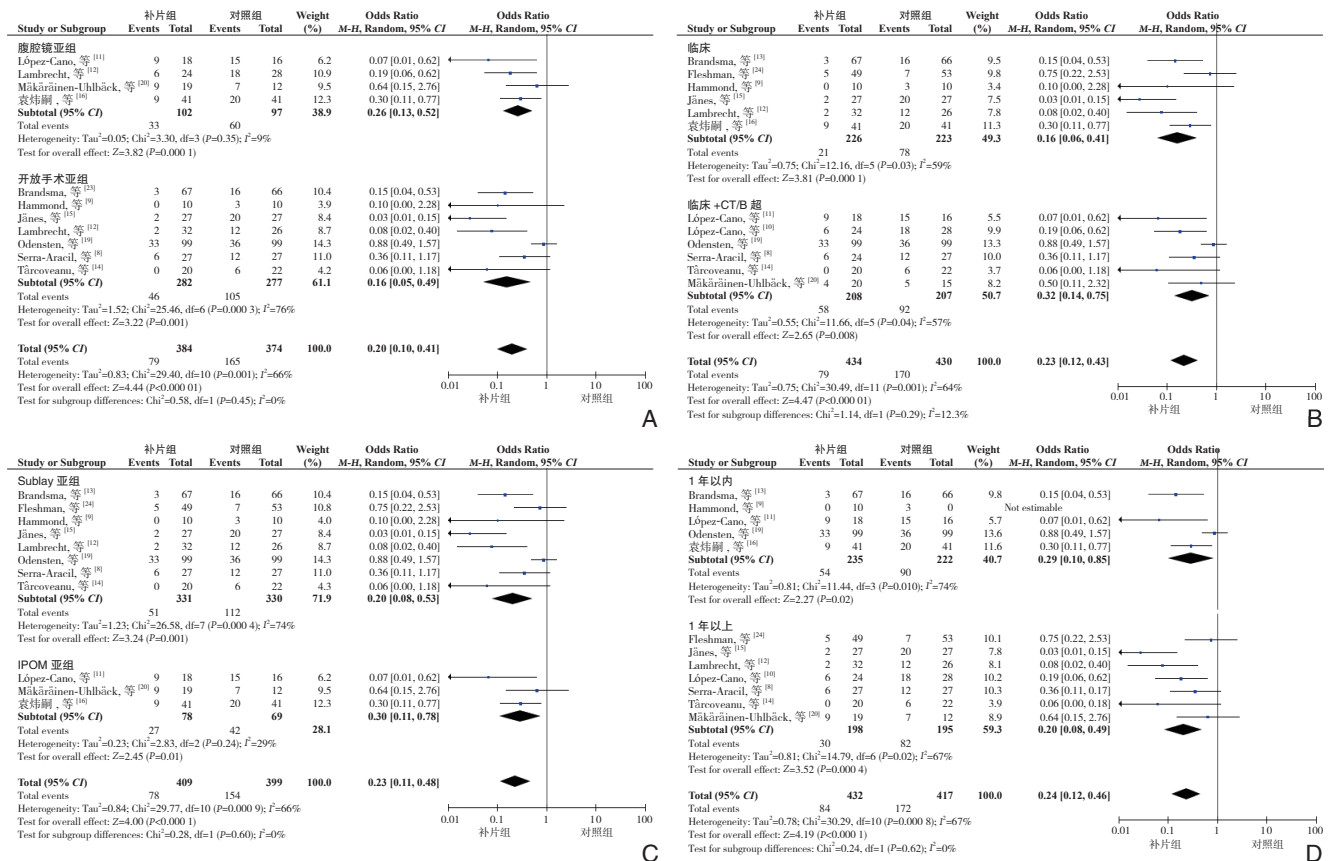 补片组 对照组 Weight Odds Ratio Odds Ratio
Study or Subgroup Events Total Events Total (%) M-H, Random, 95% CI M-H, Random, 95% CI
腹腔镜亚组
López-Cano, 等 [11] 9 18 15 16 6.2 0.07 [0.01, 0.62]
Lambrecht, 等 [12] 6 24 18 28 10.9 0.19 [0.06, 0.62]
Mäkäräinen-Uhlbäck, 等 [20] 9 19 7 12 9.5 0.64 [0.15, 2.76]
袁炜嗣 , 等 [16] 9 41 20 41 12.3 0.30 [0.11, 0.77]
Subtotal (95% CI) 102 97 38.9 0.26 [0.13, 0.52]
Total events 33 60
Heterogeneity: Tau²=0.05; Chi²=3.30, df=3 (P=0.35); I²=9%
Test for overall effect: Z=3.82 (P=0.000 1)
开放手术亚组
Brandsma, 等 [23] 3 67 16 66 10.4 0.15 [0.04, 0.53]
Hammond, 等 [9] 0 10 3 10 3.9 0.10 [0.00, 2.28]
Jänes, 等 [15] 2 27 20 27 8.4 0.03 [0.01, 0.15]
Lambrecht, 等 [12] 2 32 12 26 8.7 0.08 [0.02, 0.40]
Odensten, 等 [19] 33 99 36 99 14.3 0.88 [0.49, 1.57]
Serra-Aracil, 等 [8] 6 27 12 27 11.0 0.36 [0.11, 1.17]
Târcoveanu, 等 [14] 0 20 6 22 4.2 0.06 [0.00, 1.18]
Subtotal (95% CI) 282 277 61.1 0.16 [0.05, 0.49]
Total events 46 105
Heterogeneity: Tau²=1.52; Chi²=25.46, df=6 (P=0.000 3); I²=76%
Test for overall effect: Z=3.22 (P=0.001)
Total (95% CI) 384 374 100.0 0.20 [0.10, 0.41]
Total events 79 165
Heterogeneity: Tau²=0.83; Chi²=29.40, df=10 (P=0.001); I²=66%
Test for overall effect: Z=4.44 (P<0.000 01)
Test for subgroup differences: Chi²=0.58, df=1 (P=0.45); I²=0%
0.01 0.1 1 10 100
补片组 对照组
A
补片组 对照组 Weight Odds Ratio Odds Ratio
Study or Subgroup Events Total Events Total (%) M-H, Random, 95% CI M-H, Random, 95% CI
临床
Brandsma, 等 [13] 3 67 16 66 9.5 0.15 [0.04, 0.53]
Fleshman, 等 [24] 5 49 7 53 9.8 0.75 [0.22, 2.53]
Hammond, 等 [9] 0 10 3 10 3.9 0.10 [0.00, 2.28]
Jänes, 等 [15] 2 27 20 27 7.5 0.03 [0.01, 0.15]
Lambrecht, 等 [12] 2 32 12 26 7.8 0.08 [0.02, 0.40]
袁炜嗣, 等 [16] 9 41 20 41 11.3 0.30 [0.11, 0.77]
Subtotal (95% CI) 226 223 49.3 0.16 [0.06, 0.41]
Total events 21 78
Heterogeneity: Tau²=0.75; Chi²=12.16, df=5 (P=0.03); I²=59%
Test for overall effect: Z=3.81 (P=0.000 1)
临床 +CT/B 超
López-Cano, 等 [11] 9 18 15 16 5.5 0.07 [0.01, 0.62]
López-Cano, 等 [10] 6 24 18 28 9.9 0.19 [0.06, 0.62]
Odensten, 等 [19] 33 99 36 99 13.3 0.88 [0.49, 1.57]
Serra-Aracil, 等 [8] 6 24 12 27 10.0 0.36 [0.11, 1.17]
Târcoveanu, 等 [14] 0 20 6 22 3.7 0.06 [0.00, 1.18]
Mäkäräinen-Uhlbäck, 等 [20] 4 20 5 15 8.2 0.50 [0.11, 2.32]
Subtotal (95% CI) 208 207 50.7 0.32 [0.14, 0.75]
Total events 58 92
Heterogeneity: Tau²=0.55; Chi²=11.66, df=5 (P=0.04); I²=57%
Test for overall effect: Z=2.65 (P=0.008)
Total (95% CI) 434 430 100.0 0.23 [0.12, 0.43]
Total events 79 170
Heterogeneity: Tau²=0.75; Chi²=30.49, df=11 (P=0.001); I²=64%
Test for overall effect: Z=4.47 (P<0.000 01)
Test for subgroup differences: Chi²=1.14, df=1 (P=0.29); I²=12.3%
0.01 0.1 1 10 100
补片组 对照组
B
补片组 对照组 Weight Odds Ratio Odds Ratio
Study or Subgroup Events Total Events Total (%) M-H, Random, 95% CI M-H, Random, 95% CI
Sublay 亚组
Brandsma, 等 [13] 3 67 16 66 10.4 0.15 [0.04, 0.53]
Fleshman, 等 [24] 5 49 7 53 10.7 0.75 [0.22, 2.53]
Hammond, 等 [9] 0 10 3 10 4.0 0.10 [0.00, 2.28]
Jänes, 等 [15] 2 27 20 27 8.4 0.03 [0.01, 0.15]
Lambrecht, 等 [12] 2 32 12 26 8.7 0.08 [0.02, 0.40]
Odensten, 等 [19] 33 99 36 99 14.3 0.88 [0.49, 1.57]
Serra-Aracil, 等 [8] 6 27 12 27 11.0 0.36 [0.11, 1.17]
Târcoveanu, 等 [14] 0 20 6 22 4.3 0.06 [0.00, 1.18]
Subtotal (95% CI) 331 330 71.9 0.20 [0.08, 0.53]
Total events 51 112
Heterogeneity: Tau²=1.23; Chi²=26.58, df=7 (P=0.000 4); I²=74%
Test for overall effect: Z=3.24 (P=0.001)
IPOM 亚组
López-Cano, 等 [11] 9 18 15 16 6.2 0.07 [0.01, 0.62]
Mäkäräinen-Uhlbäck, 等 [20] 9 19 7 12 9.5 0.64 [0.15, 2.76]
袁炜嗣, 等 [16] 9 41 20 41 12.3 0.30 [0.11, 0.77]
Subtotal (95% CI) 78 69 0.30 [0.11, 0.78]
Total events 27 42 28.1
Heterogeneity: Tau²=0.23; Chi²=2.83, df=2 (P=0.24); I²=29%
Test for overall effect: Z=2.45 (P=0.01)
Total (95% CI) 409 399 100.0 0.23 [0.11, 0.48]
Total events 78 154
Heterogeneity: Tau²=0.84; Chi²=29.77, df=10 (P=0.000 9); I²=66%
Test for overall effect: Z=4.00 (P<0.000 1)
Test for subgroup differences: Chi²=0.28, df=1 (P=0.60); I²=0%
0.01 0.1 1 10 100
补片组 对照组
C
补片组 对照组 Weight Odds Ratio Odds Ratio
Study or Subgroup Events Total Events Total (%) M-H, Random, 95% CI M-H, Random, 95% CI
1 年以内
Brandsma, 等 [13] 3 67 16 66 9.8 0.15 [0.04, 0.53]
Hammond, 等 [9] 0 10 3 0 Not estimable
López-Cano, 等 [11] 9 18 15 16 5.7 0.07 [0.01, 0.62]
Odensten, 等 [19] 33 99 36 99 13.6 0.88 [0.49, 1.57]
袁炜嗣, 等 [16] 9 41 20 41 11.6 0.30 [0.11, 0.77]
Subtotal (95% CI) 235 222 40.7 0.29 [0.10, 0.85]
Total events 54 90
Heterogeneity: Tau²=0.81; Chi²=11.44, df=3 (P=0.010); I²=74%
Test for overall effect: Z=2.27 (P=0.02)
1 年以上
Fleshman, 等 [24] 5 49 7 53 10.1 0.75 [0.22, 2.53]
Jänes, 等 [15] 2 27 20 27 7.8 0.03 [0.01, 0.15]
Lambrecht, 等 [12] 2 32 12 26 8.1 0.08 [0.02, 0.40]
López-Cano, 等 [10] 6 24 18 28 10.2 0.19 [0.06, 0.62]
Serra-Aracil, 等 [8] 6 27 12 27 10.3 0.36 [0.11, 0.17]
Târcoveanu, 等 [14] 0 20 6 22 3.9 0.06 [0.00, 0.18]
Mäkäräinen-Uhlbäck, 等 [20] 9 19 7 12 8.9 0.64 [0.15, 2.76]
Subtotal (95% CI) 198 195 59.3 0.20 [0.08, 0.49]
Total events 30 82
Heterogeneity: Tau²=0.81; Chi²=14.79, df=6 (P=0.02); I²=67%
Test for overall effect: Z=3.52 (P=0.000 4)
Total (95% CI) 432 417 100.0 0.24 [0.12, 0.46]
Total events 84 172
Heterogeneity: Tau²=0.78; Chi²=30.29, df=10 (P=0.000 8); I²=67%
Test for overall effect: Z=4.19 (P<0.000 1)
Test for subgroup differences: Chi²=0.24, df=1 (P=0.62); I²=0%
0.01 0.1 1 10 100
补片组 对照组
D